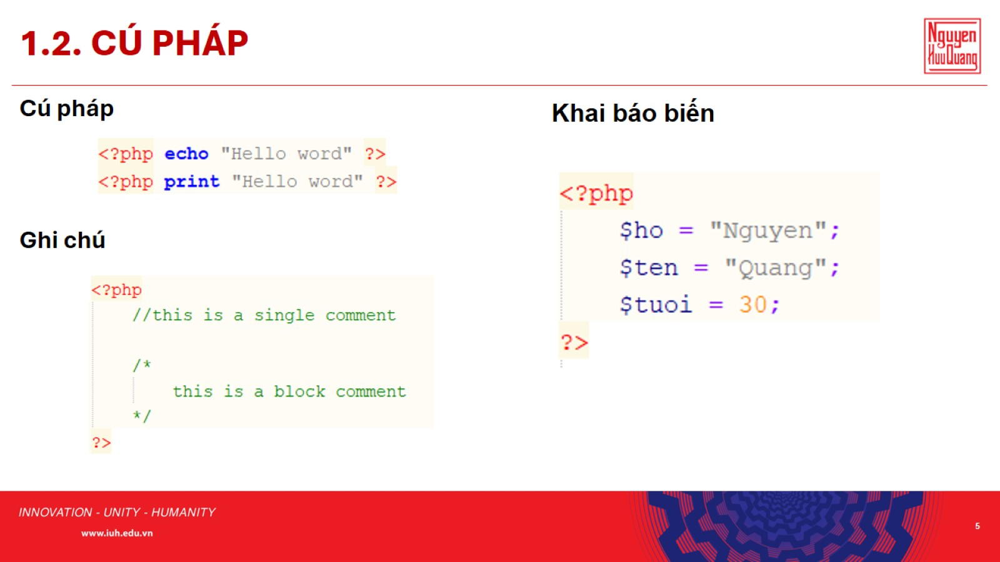 1.2. CÚ PHÁP
Nguyen
HuuQuang
Cú pháp
<?php echo "Hello word" ?>
<?php print "Hello word" ?>
Ghi chú
<?php
//this is a single comment
/*
this is a block comment
*/
?>
Khai báo biến
<?php
$ho = "Nguyen";
$ten = "Quang";
$tuoi = 30;
?>
INNOVATION - UNITY - HUMANITY
www.iuh.edu.vn
5